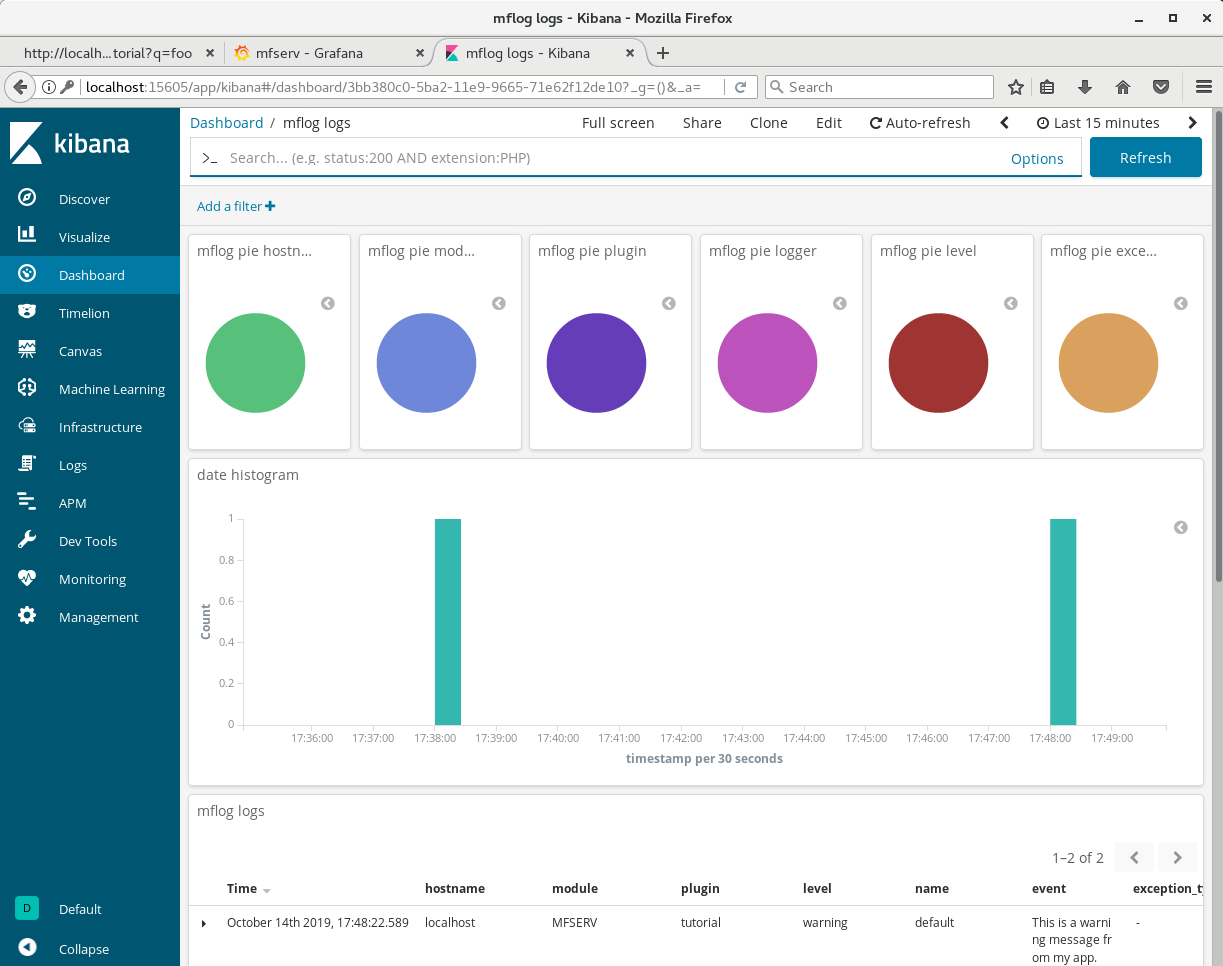 mflog logs - Kibana - Mozilla Firefox
http://localh...torial?q=foo
mfserv - Grafana
mflog logs - Kibana
localhost:15605/app/kibana#/dashboard/3bb380c0-5ba2-11e9-9665-71e62f12de10?_g=()&_a=
Search
kibana
Discover
Visualize
Dashboard
Timelion
Canvas
Machine Learning
Infrastructure
Logs
APM
Dev Tools
Monitoring
Management
D Default
Collapse
Dashboard / mflog logs
Full screen Share Clone Edit Auto-refresh Last 15 minutes
>_ Search... (e.g. status:200 AND extension:PHP) Options Refresh
Add a filter +
mflog pie hostn...
mflog pie mod...
mflog pie plugin
mflog pie logger
mflog pie level
mflog pie exce...
date histogram
Count
1
0.8
0.6
0.4
0.2
0
17:36:00 17:37:00 17:38:00 17:39:00 17:40:00 17:41:00 17:42:00 17:43:00 17:44:00 17:45:00 17:46:00 17:47:00 17:48:00 17:49:00
timestamp per 30 seconds
mflog logs
1–2 of 2
Time hostname module plugin level name event exception_t
October 14th 2019, 17:48:22.589 localhost MFSERV tutorial warning default This is a warni -
ng message fr
om my app.